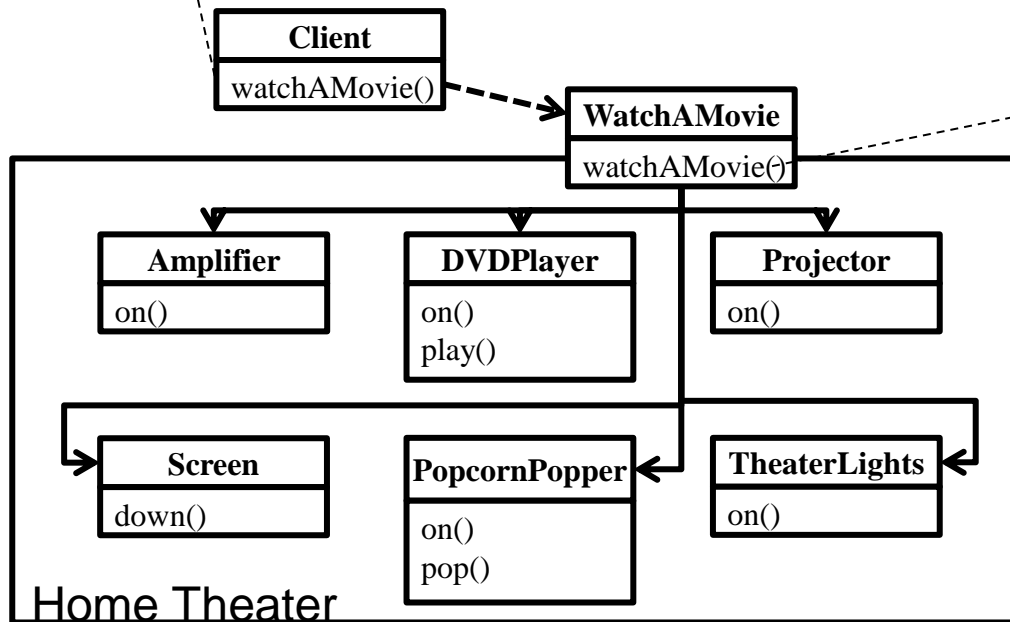 Client
watchAMovie()
WatchAMovie
watchAMovie()
Amplifier
on()
DVDPlayer
on()
play()
Projector
on()
Screen
down()
PopcornPopper
on()
pop()
TheaterLights
on()
Home Theater